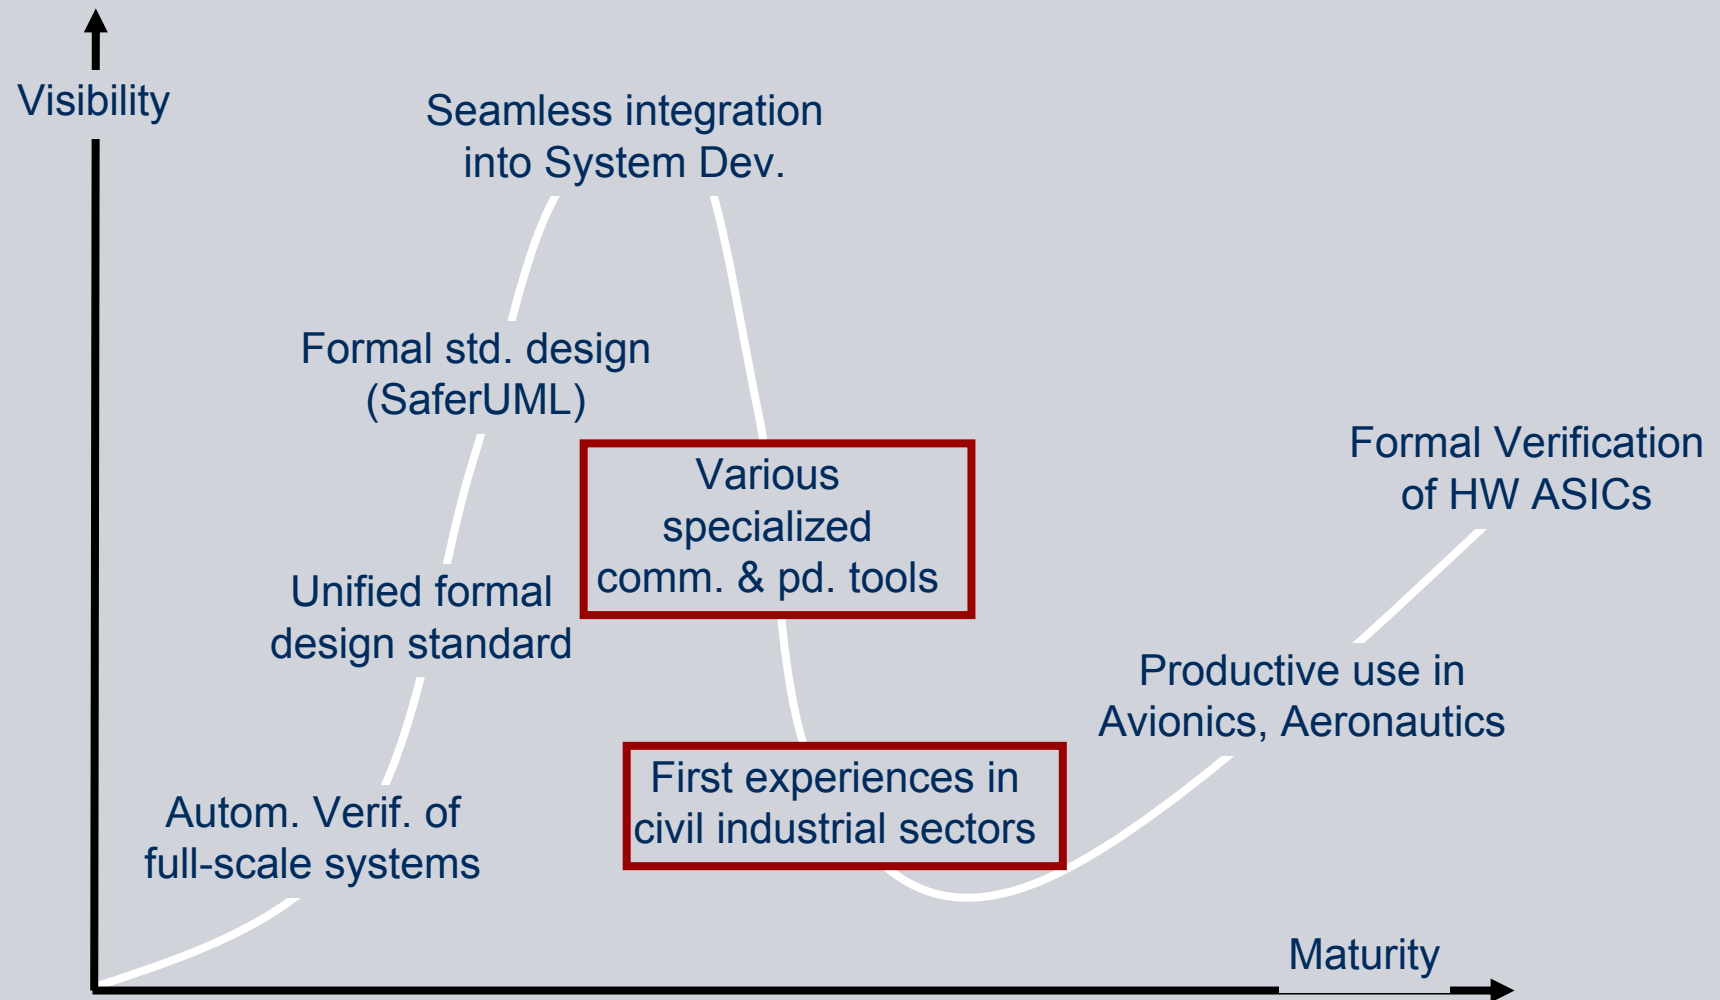 Visibility
Seamless integration
into System Dev.
Formal std. design
(SaferUML)
Various
specialized
comm. & pd. tools
Formal Verification
of HW ASICs
Unified formal
design standard
Productive use in
Avionics, Aeronautics
First experiences in
civil industrial sectors
Autom. Verif. of
full-scale systems
Maturity